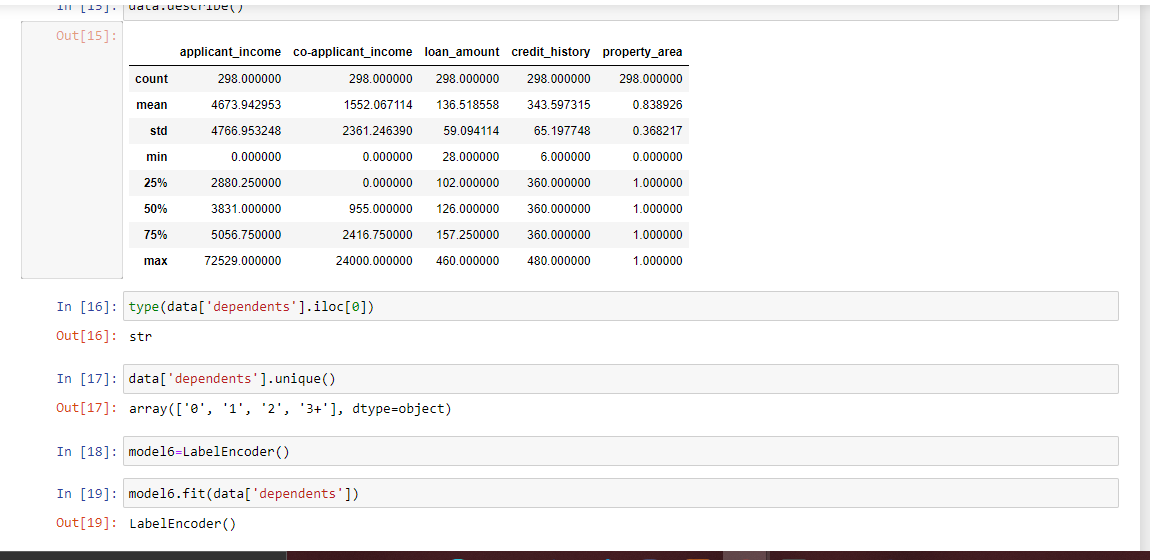 In [15]: data.describe()
Out[15]:
applicant_income co-applicant_income loan_amount credit_history property_area
count 298.000000 298.000000 298.000000 298.000000 298.000000
mean 4673.942953 1552.067114 136.518558 343.597315 0.838926
std 4766.953248 2361.246390 59.094114 65.197748 0.368217
min 0.000000 0.000000 28.000000 6.000000 0.000000
25% 2880.250000 0.000000 102.000000 360.000000 1.000000
50% 3831.000000 955.000000 126.000000 360.000000 1.000000
75% 5056.750000 2416.750000 157.250000 360.000000 1.000000
max 72529.000000 24000.000000 460.000000 480.000000 1.000000
In [16]: type(data['dependents'].iloc[0])
Out[16]: str
In [17]: data['dependents'].unique()
Out[17]: array(['0', '1', '2', '3+'], dtype=object)
In [18]: model6=LabelEncoder()
In [19]: model6.fit(data['dependents'])
Out[19]: LabelEncoder()